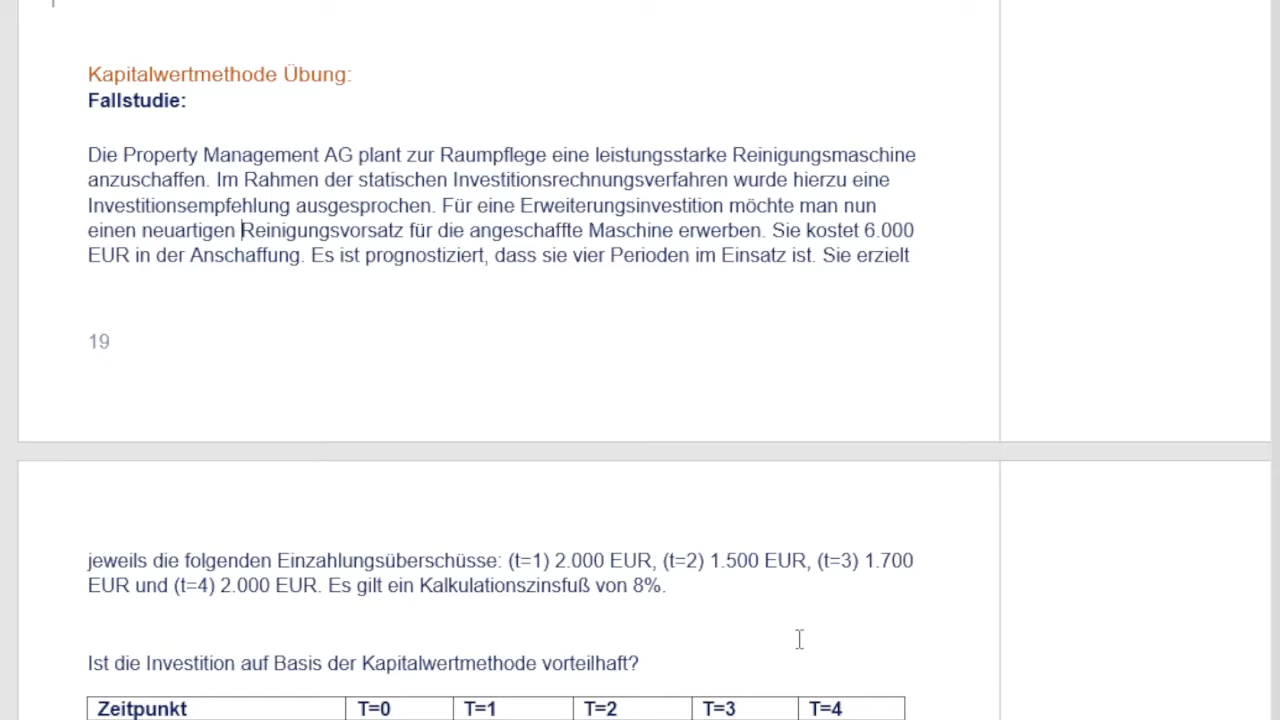 Kapitalwertmethode Übung:
Fallstudie:
Die Property Management AG plant zur Raumpflege eine leistungsstarke Reinigungsmaschine
anzuschaffen. Im Rahmen der statischen Investitionsrechnungsverfahren wurde hierzu eine
Investitionsempfehlung ausgesprochen. Für eine Erweiterungsinvestition möchte man nun
einen neuartigen Reinigungsvorsatz für die angeschaffte Maschine erwerben. Sie kostet 6.000
EUR in der Anschaffung. Es ist prognostiziert, dass sie vier Perioden im Einsatz ist. Sie erzielt
19
jeweils die folgenden Einzahlungsüberschüsse: (t=1) 2.000 EUR, (t=2) 1.500 EUR, (t=3) 1.700
EUR und (t=4) 2.000 EUR. Es gilt ein Kalkulationszinsfuß von 8%.
Ist die Investition auf Basis der Kapitalwertmethode vorteilhaft?
Zeitpunkt T=0 T=1 T=2 T=3 T=4